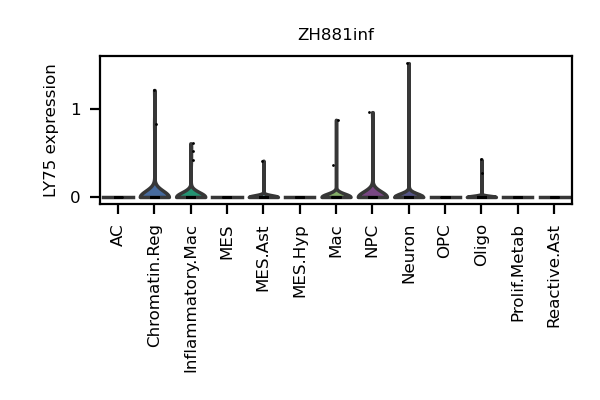 ZH881inf
LY75 expression
1
0
AC
Chromatin.Reg
Inflammatory.Mac
MES
MES.Ast
MES.Hyp
Mac
NPC
Neuron
OPC
Oligo
Prolif.Metab
Reactive.Ast